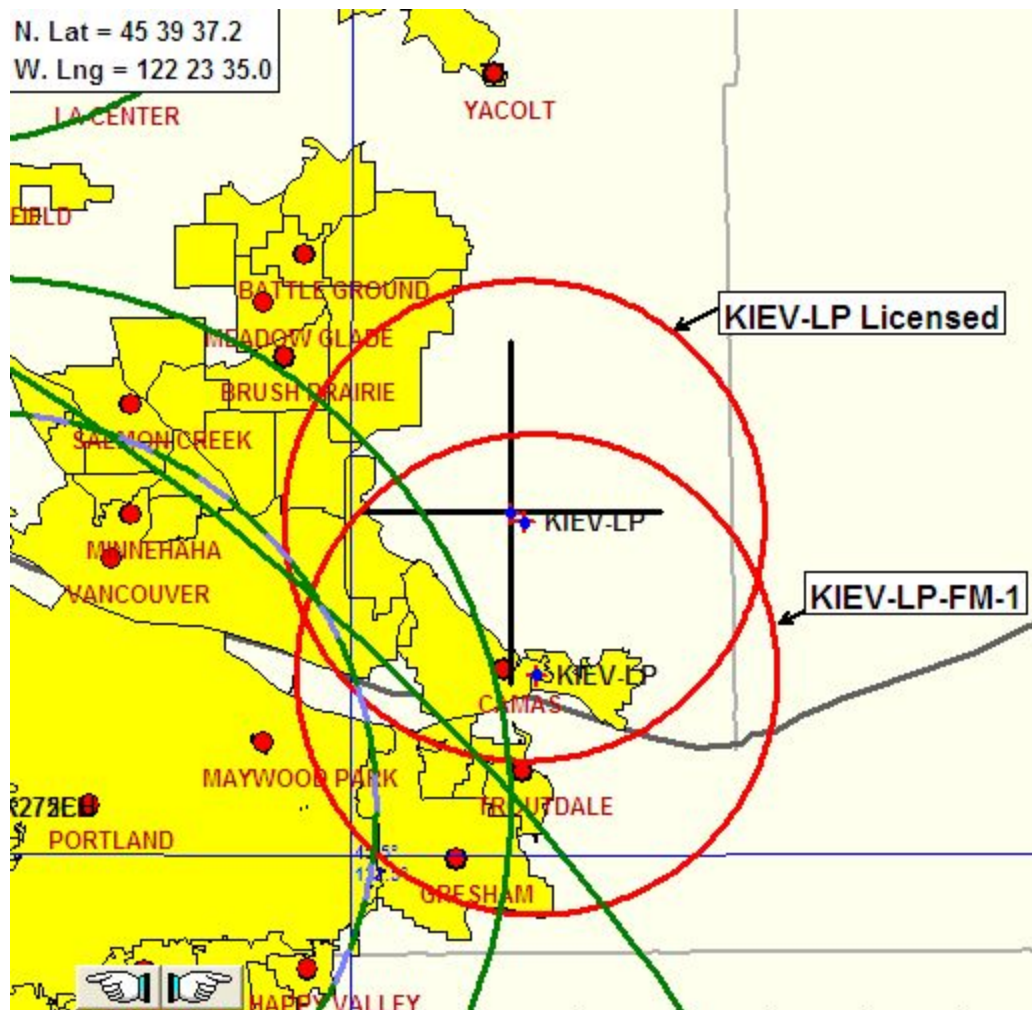 N. Lat = 45 39 37.2
W. Lng = 122 23 35.0
YACOLT
LA CENTER
BATTLE GROUND
KIEV-LP Licensed
MEADOW GLADE
BRUSH PRAIRIE
SALMON CREEK
KIEV-LP
MINNEHAHA
VANCOUVER
KIEV-LP-FM-1
KIEV-LP
CAMAS
MAYWOOD PARK
TROUTDALE
PORTLAND
GRESHAM
HAPPY VALLEY